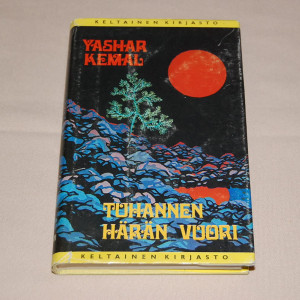 KELTAINEN KIRJASTO
YASHAR
KEMAL
TUHANNEN
HÄRÄN VUORI
KELTAINEN KIRJASTO